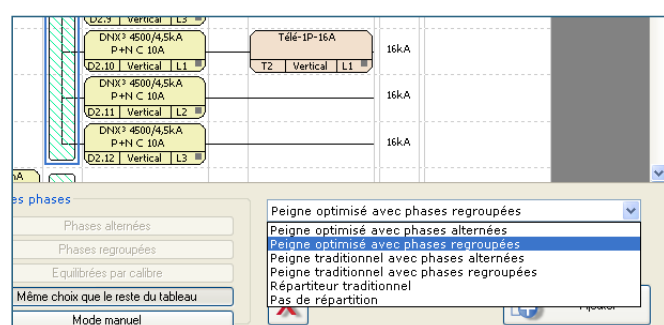 D2.9 Vertical L3
DNX³ 4500/4,5kA
P+N C 10A
D2.10 Vertical L1
Télé-1P-16A
T2 Vertical L1
16kA
DNX³ 4500/4,5kA
P+N C 10A
D2.11 Vertical L2
16kA
DNX³ 4500/4,5kA
P+N C 10A
D2.12 Vertical L3
16kA
es phases
Phases alternées
Phases regroupées
Equilibrées par calibre
Même choix que le reste du tableau
Mode manuel
Peigne optimisé avec phases regroupées
Peigne optimisé avec phases alternées
Peigne optimisé avec phases regroupées
Peigne traditionnel avec phases alternées
Peigne traditionnel avec phases regroupées
Répartiteur traditionnel
Pas de répartition